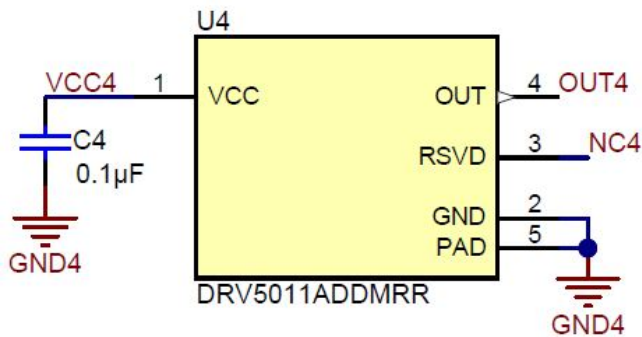 U4
VCC4
1
VCC
OUT
4
OUT4
C4
0.1µF
RSVD
3
NC4
GND
2
PAD
5
GND4
DRV5011ADDMRR
GND4